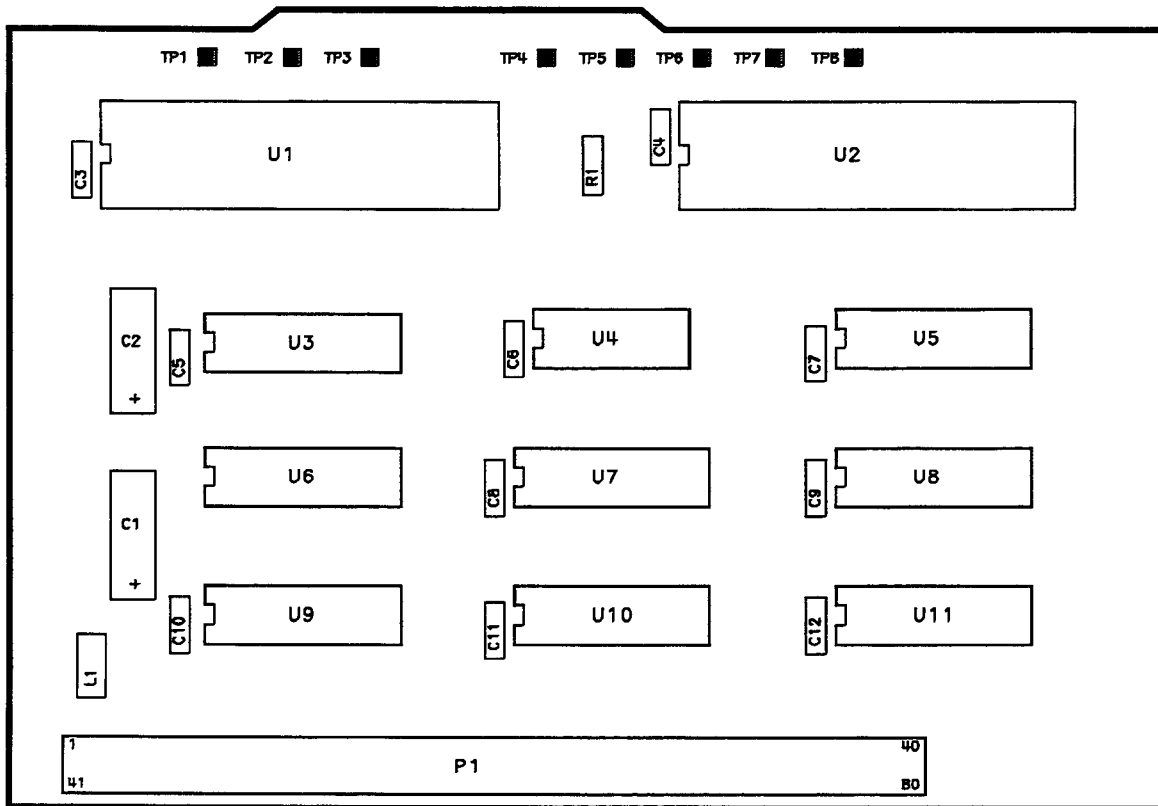 TP1 TP2 TP3 TP4 TP5 TP6 TP7 TP8
C3 U1 R1 C4 U2
C2 + C5 U3 C6 U4 C7 U5
C1 + U6 C8 U7 C9 U8
C10 U9 C11 U10 C12 U11
L1
1 40
P1
41 80